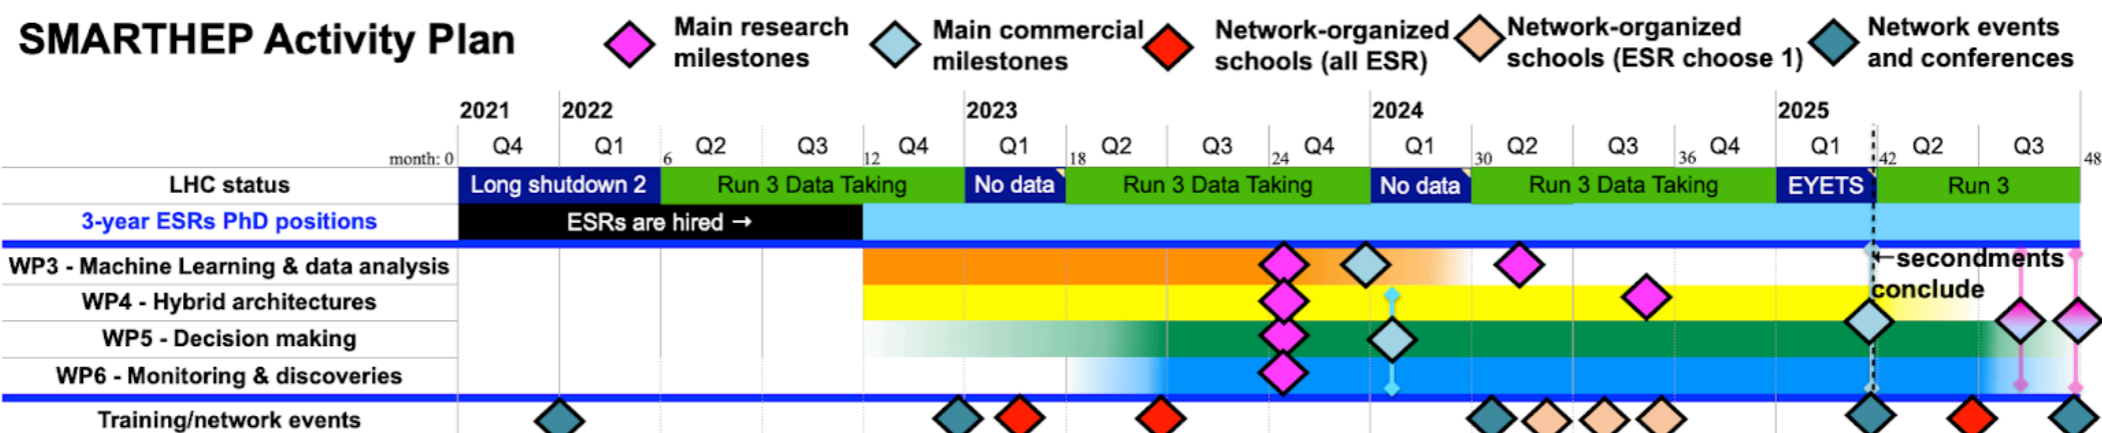 SMARTHEP Activity Plan
Main research
milestones
Main commercial
milestones
Network-organized
schools (all ESR)
Network-organized
schools (ESR choose 1)
Network events
and conferences
2021 2022 2023 2024 2025
Q4 Q1 Q2 Q3 Q4 Q1 Q2 Q3 Q4 Q1 Q2 Q3 Q4 Q1 Q2 Q3
month: 0 6 12 18 24 30 36 42 48
LHC status Long shutdown 2 Run 3 Data Taking No data Run 3 Data Taking No data Run 3 Data Taking EYETS Run 3
3-year ESRs PhD positions ESRs are hired →
WP3 - Machine Learning & data analysis ←secondments
conclude
WP4 - Hybrid architectures
WP5 - Decision making
WP6 - Monitoring & discoveries
Training/network events